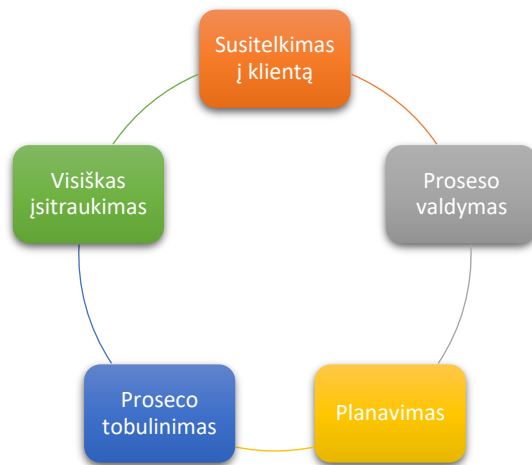 Susitelkimas
į klientą
Proseso
valdymas
Planavimas
Proseco
tobulinimas
Visiškas
įsitraukimas